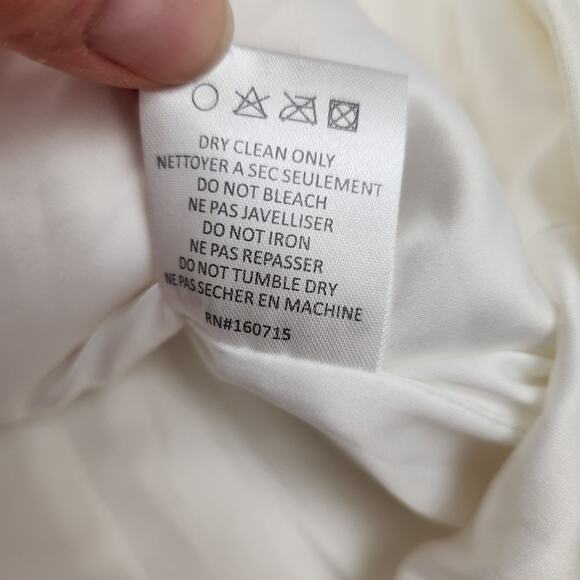 DRY CLEAN ONLY
NETTOYER A SEC SEULEMENT
DO NOT BLEACH
NE PAS JAVELLISER
DO NOT IRON
NE PAS REPASSER
DO NOT TUMBLE DRY
NE PAS SECHER EN MACHINE
RN#160715